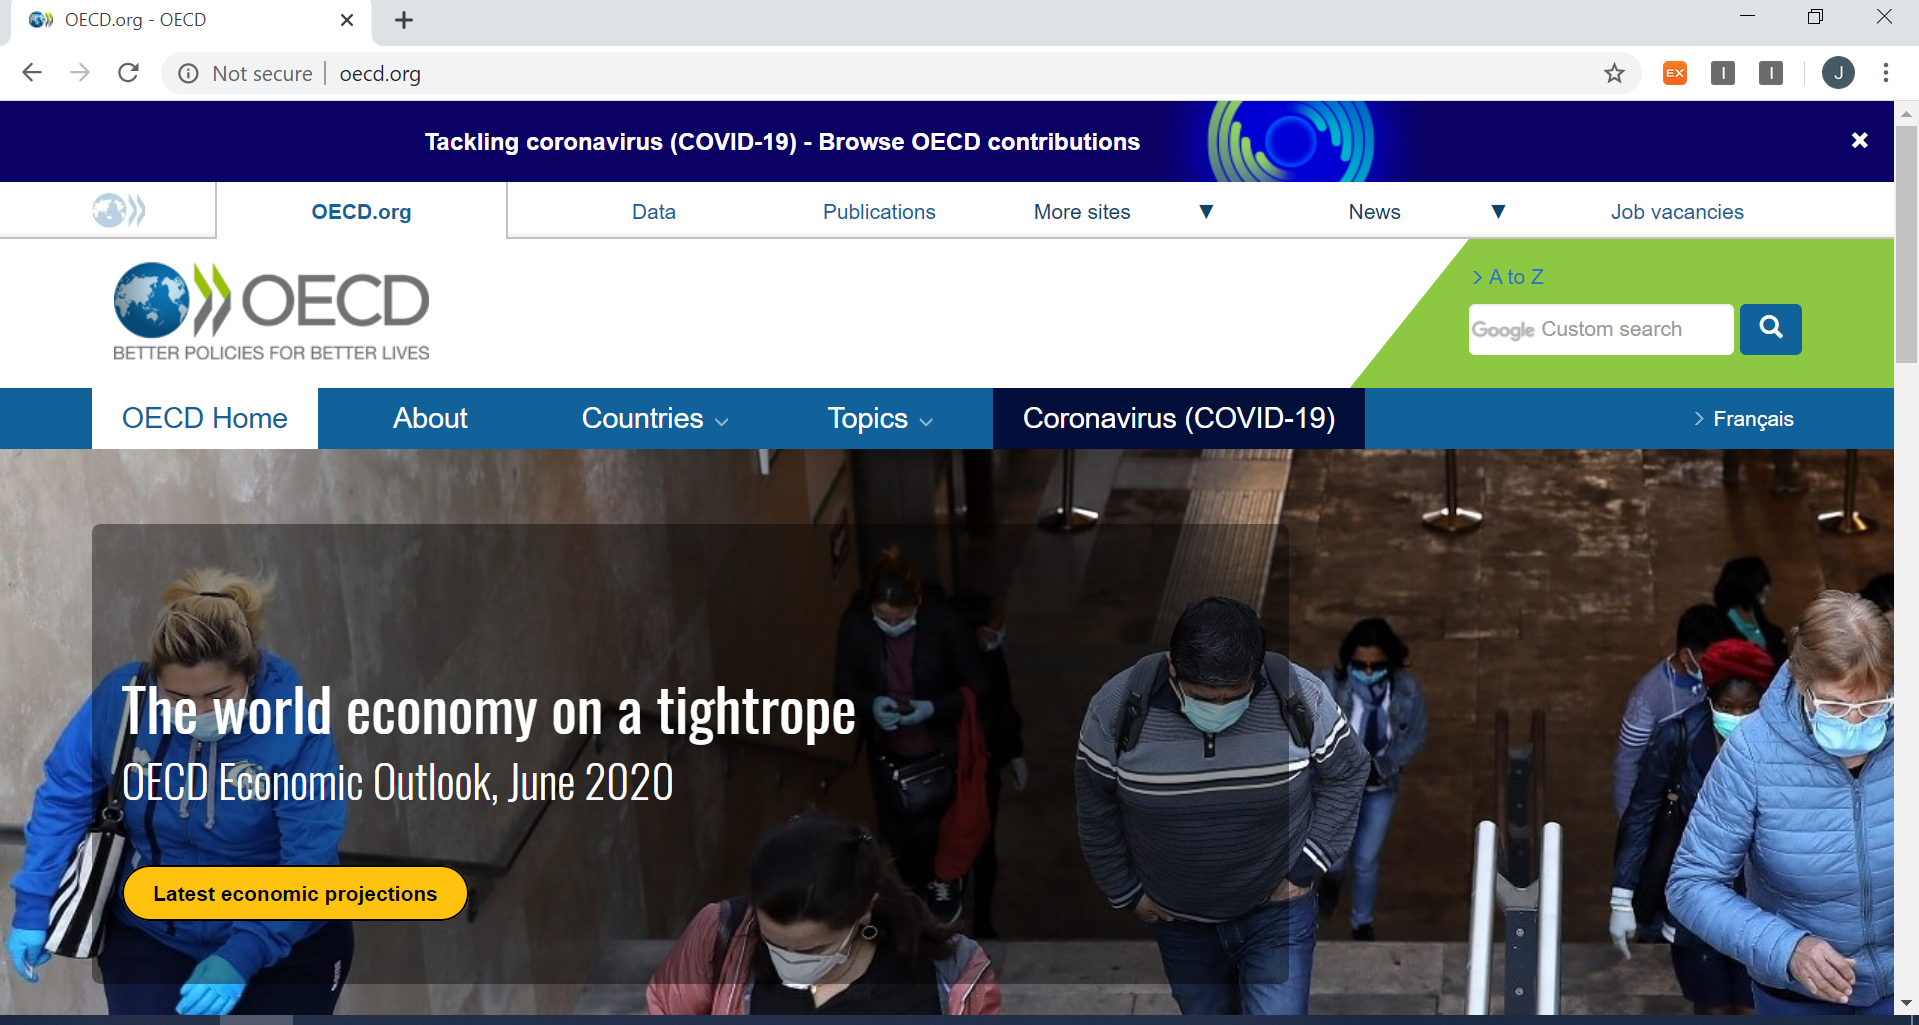 OECD.org - OECD
Not secure
oecd.org
EX
I
I
J
Tackling coronavirus (COVID-19) - Browse OECD contributions
OECD.org
Data
Publications
More sites
News
Job vacancies
OECD
BETTER POLICIES FOR BETTER LIVES
A to Z
Google Custom search
OECD Home
About
Countries
Topics
Coronavirus (COVID-19)
Français
The world economy on a tightrope
OECD Economic Outlook, June 2020
Latest economic projections